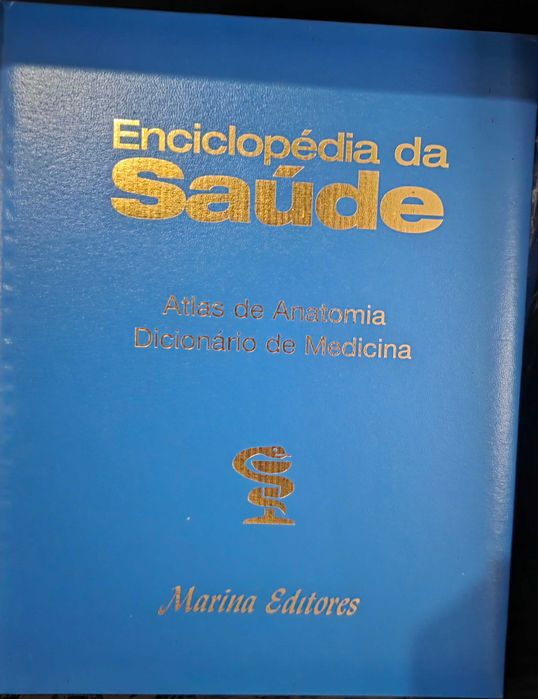 Enciclopédia da
Saúde
Atlas de Anatomia
Dicionário de Medicina
Marina Editores